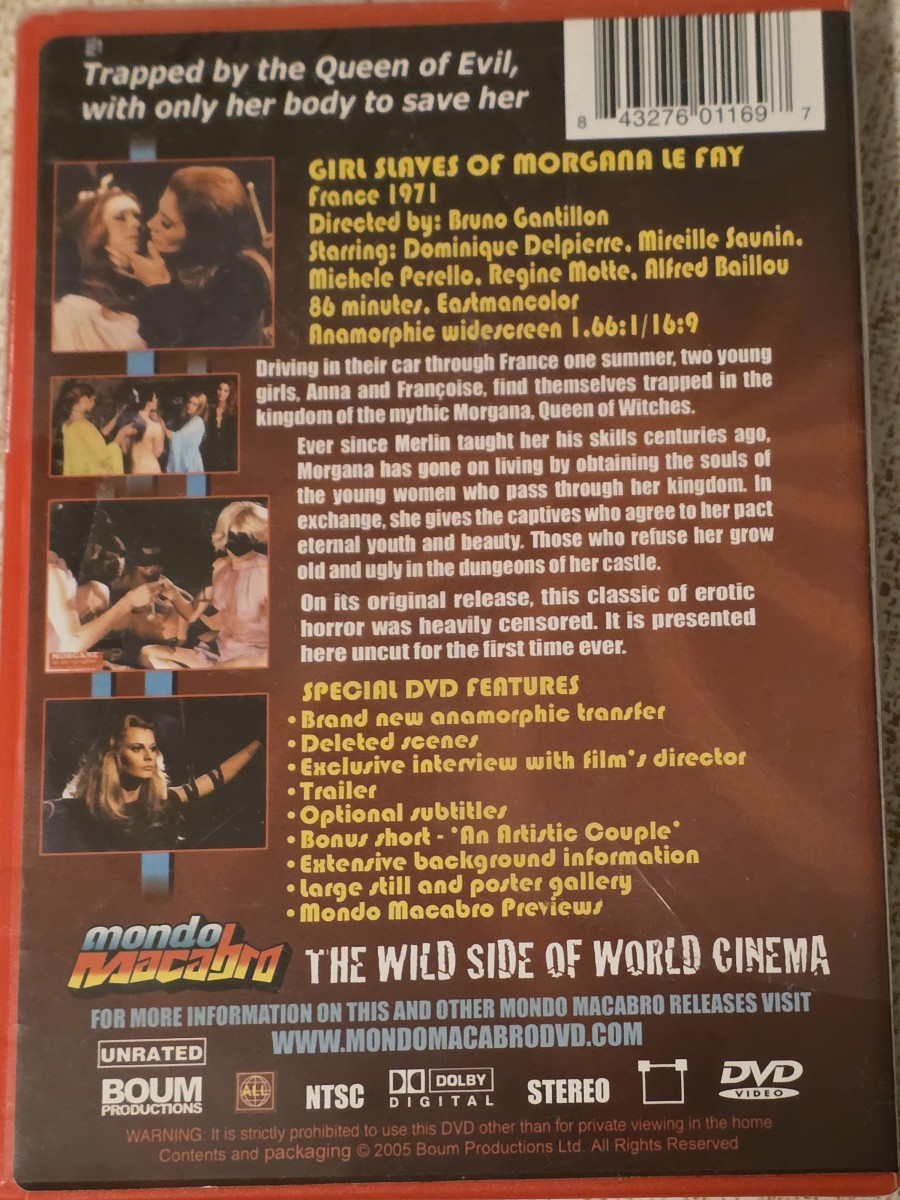 Trapped by the Queen of Evil,
with only her body to save her
8 43276 01169 7
GIRL SLAVES OF MORGANA LE FAY
France 1971
Directed by: Bruno Gantillon
Starring: Dominique Delpierre, Mireille Saunin,
Michele Perello, Regine Motte, Alfred Baillou
86 minutes, Eastmancolor
Anamorphic widescreen 1.66:1/16:9
Driving in their car through France one summer, two young
girls, Anna and Françoise, find themselves trapped in the
kingdom of the mythic Morgana, Queen of Witches.
Ever since Merlin taught her his skills centuries ago,
Morgana has gone on living by obtaining the souls of
the young women who pass through her kingdom. In
exchange, she gives the captives who agree to her pact
eternal youth and beauty. Those who refuse her grow
old and ugly in the dungeons of her castle.
On its original release, this classic of erotic
horror was heavily censored. It is presented
here uncut for the first time ever.
SPECIAL DVD FEATURES
• Brand new anamorphic transfer
• Deleted scenes
• Exclusive interview with film's director
• Trailer
• Optional subtitles
• Bonus short - 'An Artistic Couple'
• Extensive background information
• Large still and poster gallery
• Mondo Macabro Previews
mondo
Macabro
THE WILD SIDE OF WORLD CINEMA
FOR MORE INFORMATION ON THIS AND OTHER MONDO MACABRO RELEASES VISIT
WWW.MONDOMACABRODVD.COM
UNRATED
BOUM
PRODUCTIONS
ALL
NTSC
DOLBY
DIGITAL
STEREO
DVD
VIDEO
WARNING: It is strictly prohibited to use this DVD other than for private viewing in the home
Contents and packaging © 2005 Boum Productions Ltd. All Rights Reserved